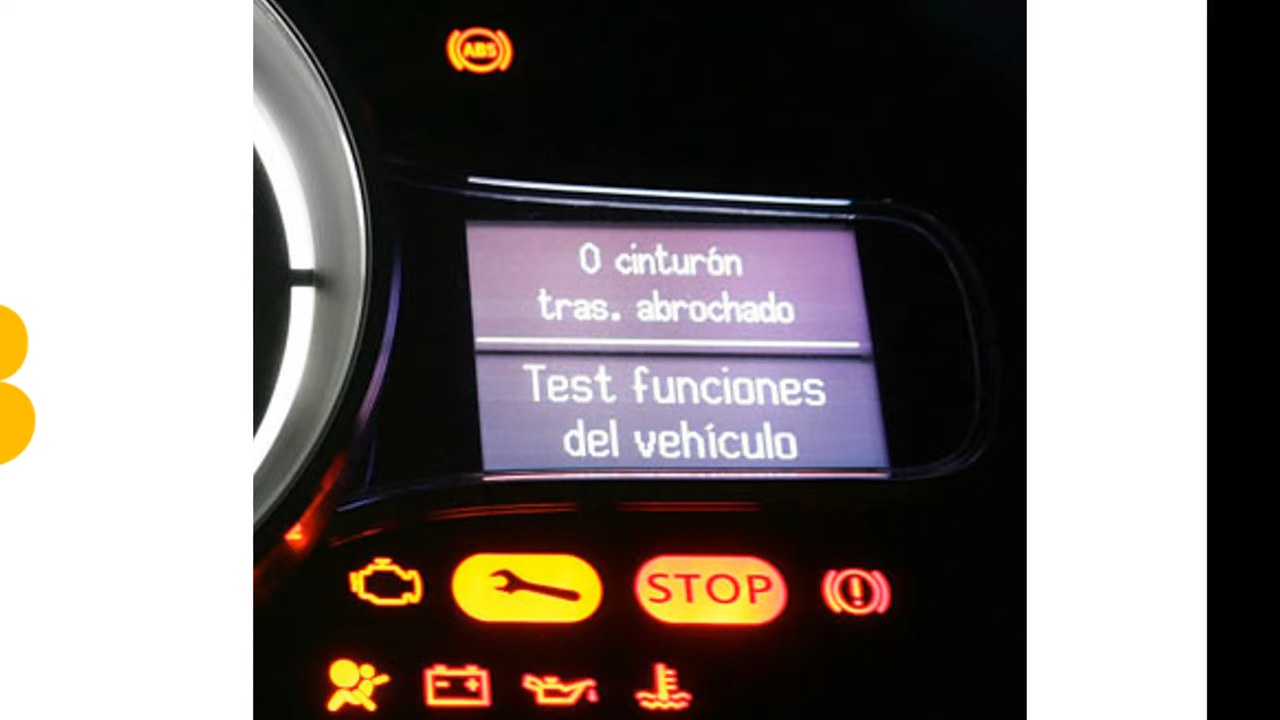 ABS
0 cinturón
tras. abrochado
Test funciones
del vehículo
STOP